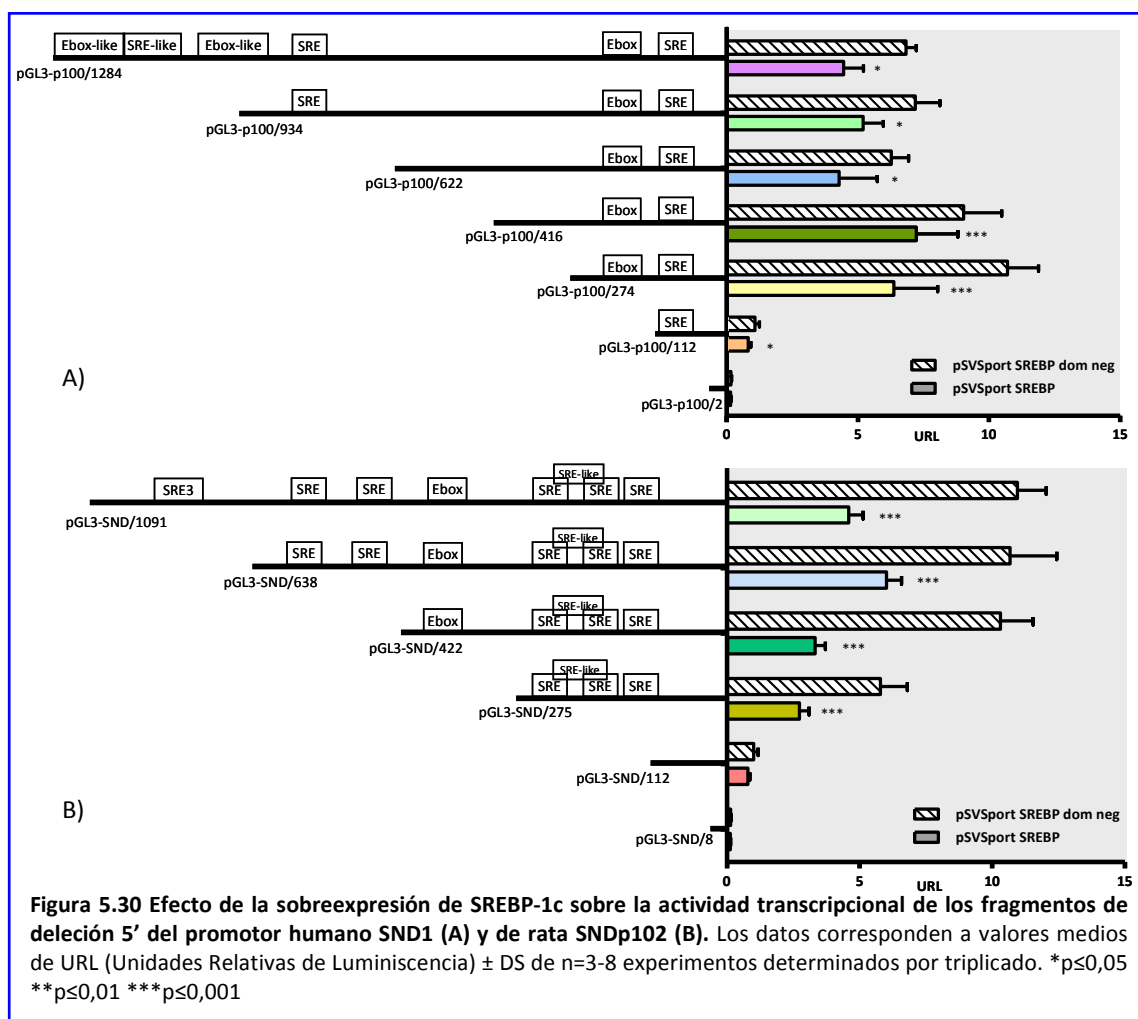 Ebox-like SRE-like Ebox-like SRE Ebox SRE
pGL3-p100/1284
*
SRE Ebox SRE
pGL3-p100/934
*
Ebox SRE
pGL3-p100/622
*
Ebox SRE
pGL3-p100/416
***
Ebox SRE
pGL3-p100/274
***
SRE
pGL3-p100/112
*
A)
pSVSport SREBP dom neg
pSVSport SREBP
pGL3-p100/2
0 5 10 15
URL
SRE-like
SRE3 SRE SRE Ebox SRE SRE SRE
pGL3-SND/1091
***
SRE-like
SRE SRE Ebox SRE SRE SRE
pGL3-SND/638
***
SRE-like
Ebox SRE SRE SRE
pGL3-SND/422
***
SRE-like
SRE SRE SRE
pGL3-SND/275
***
pGL3-SND/112
B)
pSVSport SREBP dom neg
pSVSport SREBP
pGL3-SND/8
0 5 10 15
URL
Figura 5.30 Efecto de la sobreexpresión de SREBP-1c sobre la actividad transcripcional de los fragmentos de
deleción 5' del promotor humano SND1 (A) y de rata SNDp102 (B). Los datos corresponden a valores medios
de URL (Unidades Relativas de Luminiscencia) ± DS de n=3-8 experimentos determinados por triplicado. *p≤0,05
**p≤0,01 ***p≤0,001